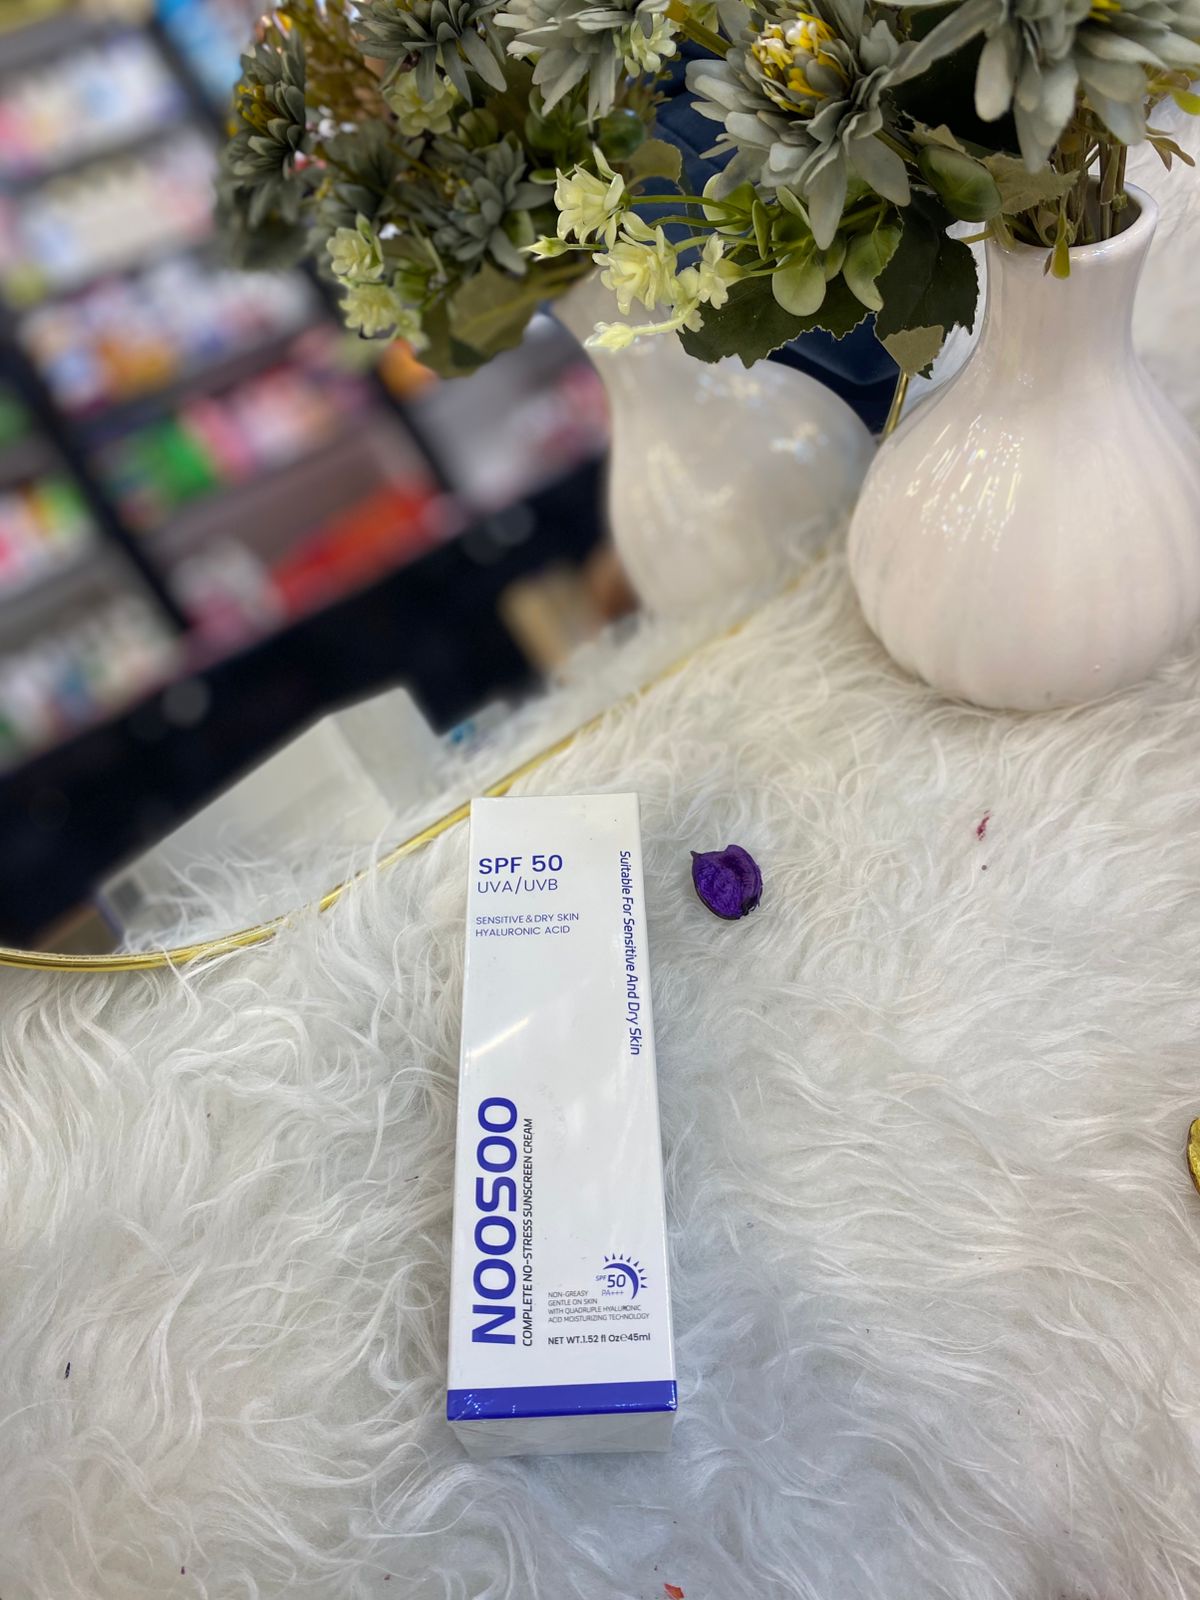 SPF 50
UVA/UVB
SENSITIVE & DRY SKIN
HYALURONIC ACID
Suitable For Sensitive And Dry Skin
NOOSOO
COMPLETE NO-STRESS SUNSCREEN CREAM
SPF 50
PA+++
NON-GREASY
GENTLE ON SKIN
WITH QUADRUPLE HYALURONIC
ACID MOISTURIZING TECHNOLOGY
NET WT.1.52 fl Oz℮45ml